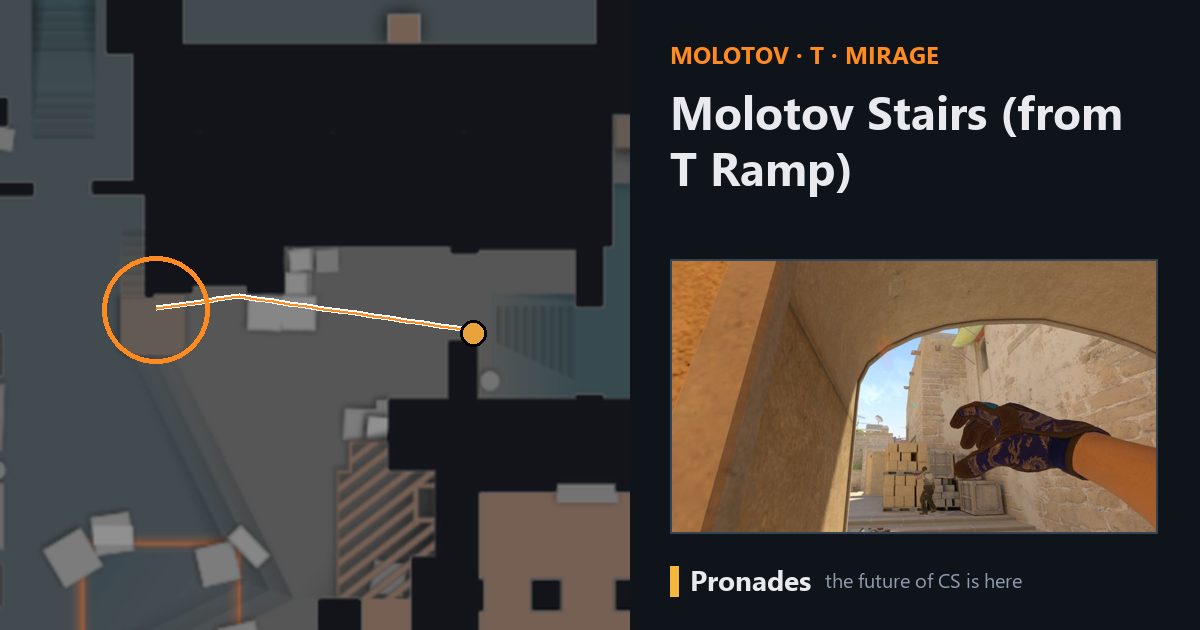 MOLOTOV · T · MIRAGE
Molotov Stairs (from
T Ramp)
Pronades the future of CS is here